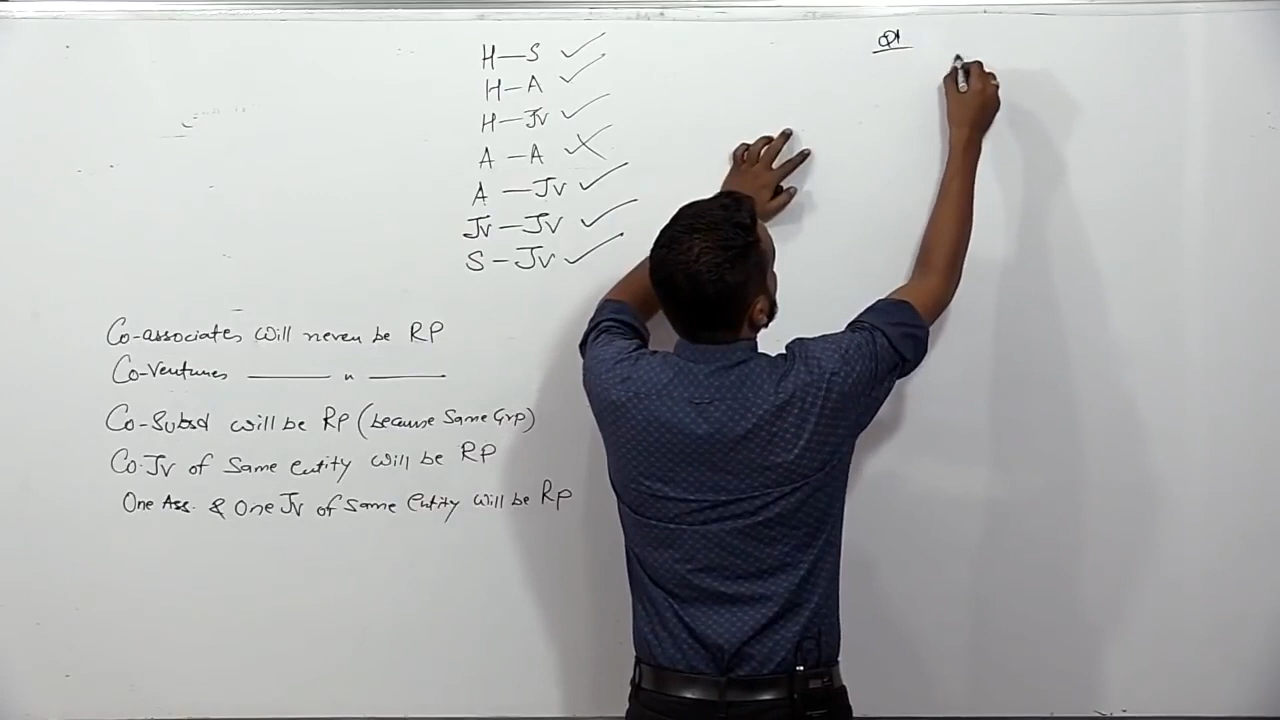 H—S ✓
H—A ✓
H—Jv ✓
A—A ✗
A—Jv ✓
Jv—Jv ✓
S—Jv ✓
Q1
Co-associates will never be RP
Co-Ventures —— " ——
Co-Subsd will be RP (because Same Grp)
Co-Jv of Same entity will be RP
One Ass. & One Jv of Same Entity will be RP